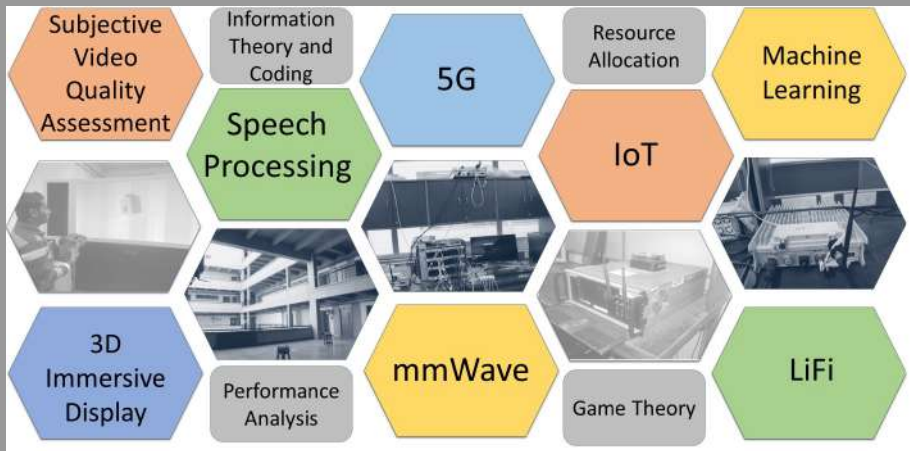 Subjective
Video
Quality
Assessment
Information
Theory and
Coding
5G
Resource
Allocation
Machine
Learning
Speech
Processing
IoT
3D
Immersive
Display
mmWave
LiFi
Performance
Analysis
Game Theory